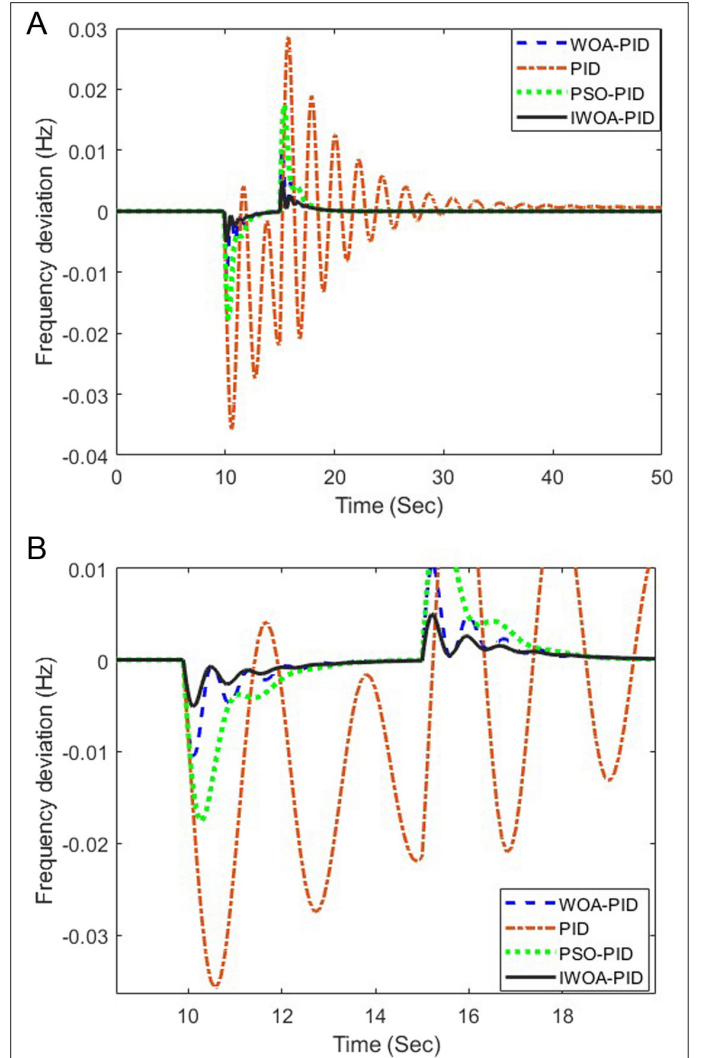 A
0.03
0.02
0.01
0
-0.01
-0.02
-0.03
-0.04
Frequency deviation (Hz)
WOA-PID
PID
PSO-PID
IWOA-PID
0 10 20 30 40 50
Time (Sec)
B
0.01
0
-0.01
-0.02
-0.03
Frequency deviation (Hz)
WOA-PID
PID
PSO-PID
IWOA-PID
10 12 14 16 18
Time (Sec)